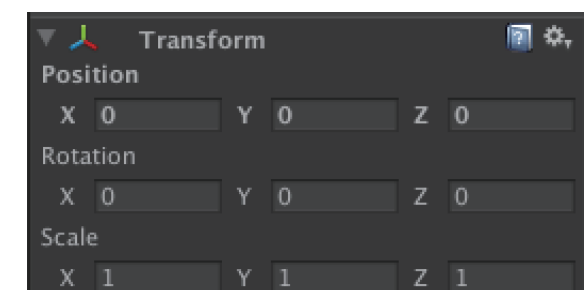 Transform
Position
X 0 Y 0 Z 0
Rotation
X 0 Y 0 Z 0
Scale
X 1 Y 1 Z 1